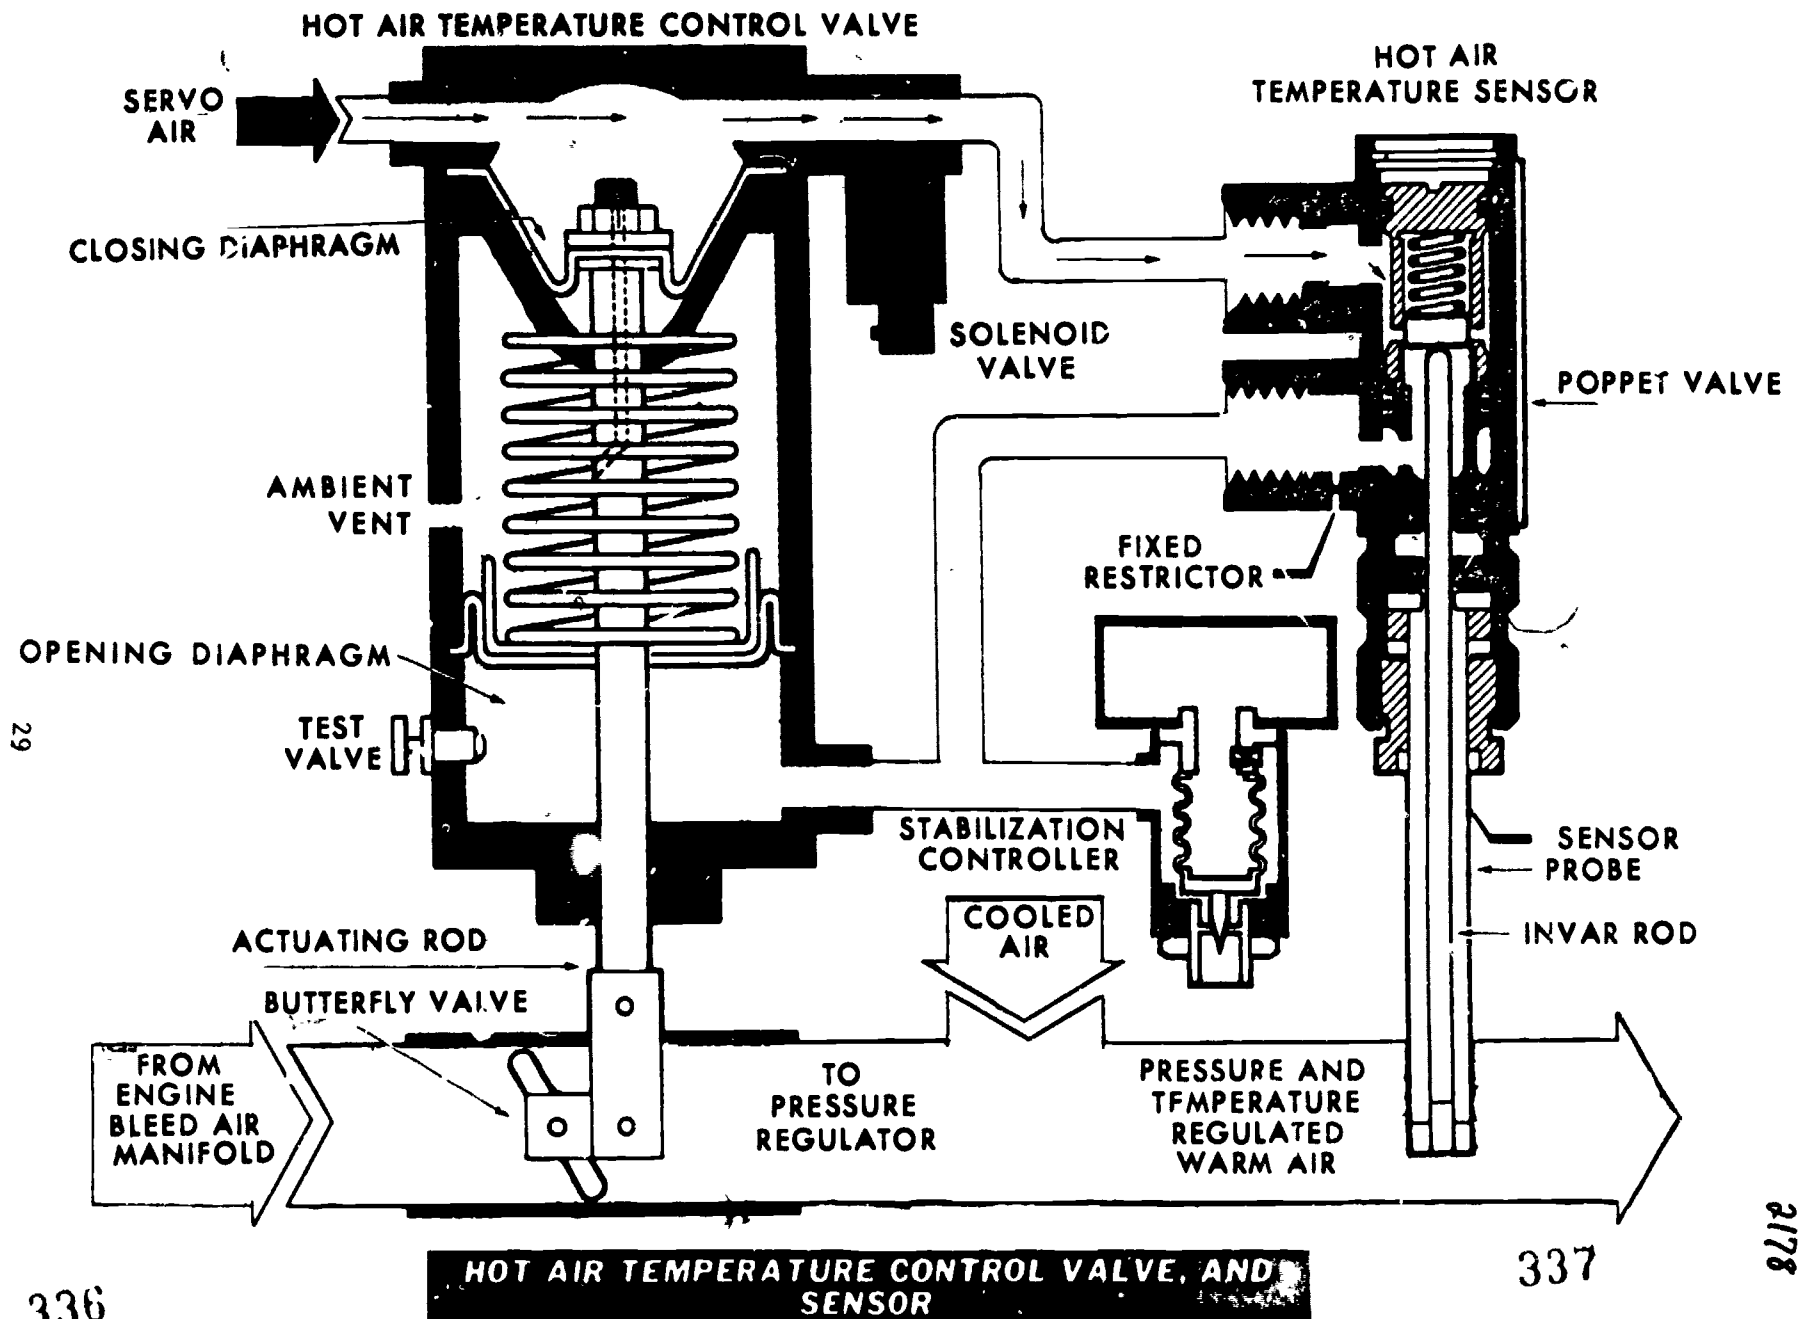 HOT AIR TEMPERATURE CONTROL VALVE
HOT AIR
TEMPERATURE SENSOR
SERVO
AIR
CLOSING DIAPHRAGM
SOLENOID
VALVE
POPPET VALVE
AMBIENT
VENT
FIXED
RESTRICTOR
OPENING DIAPHRAGM
TEST
VALVE
29
STABILIZATION
CONTROLLER
SENSOR
PROBE
COOLED
AIR
INVAR ROD
ACTUATING ROD
BUTTERFLY VALVE
FROM
ENGINE
BLEED AIR
MANIFOLD
TO
PRESSURE
REGULATOR
PRESSURE AND
TEMPERATURE
REGULATED
WARM AIR
HOT AIR TEMPERATURE CONTROL VALVE, AND
SENSOR
336
337
2178